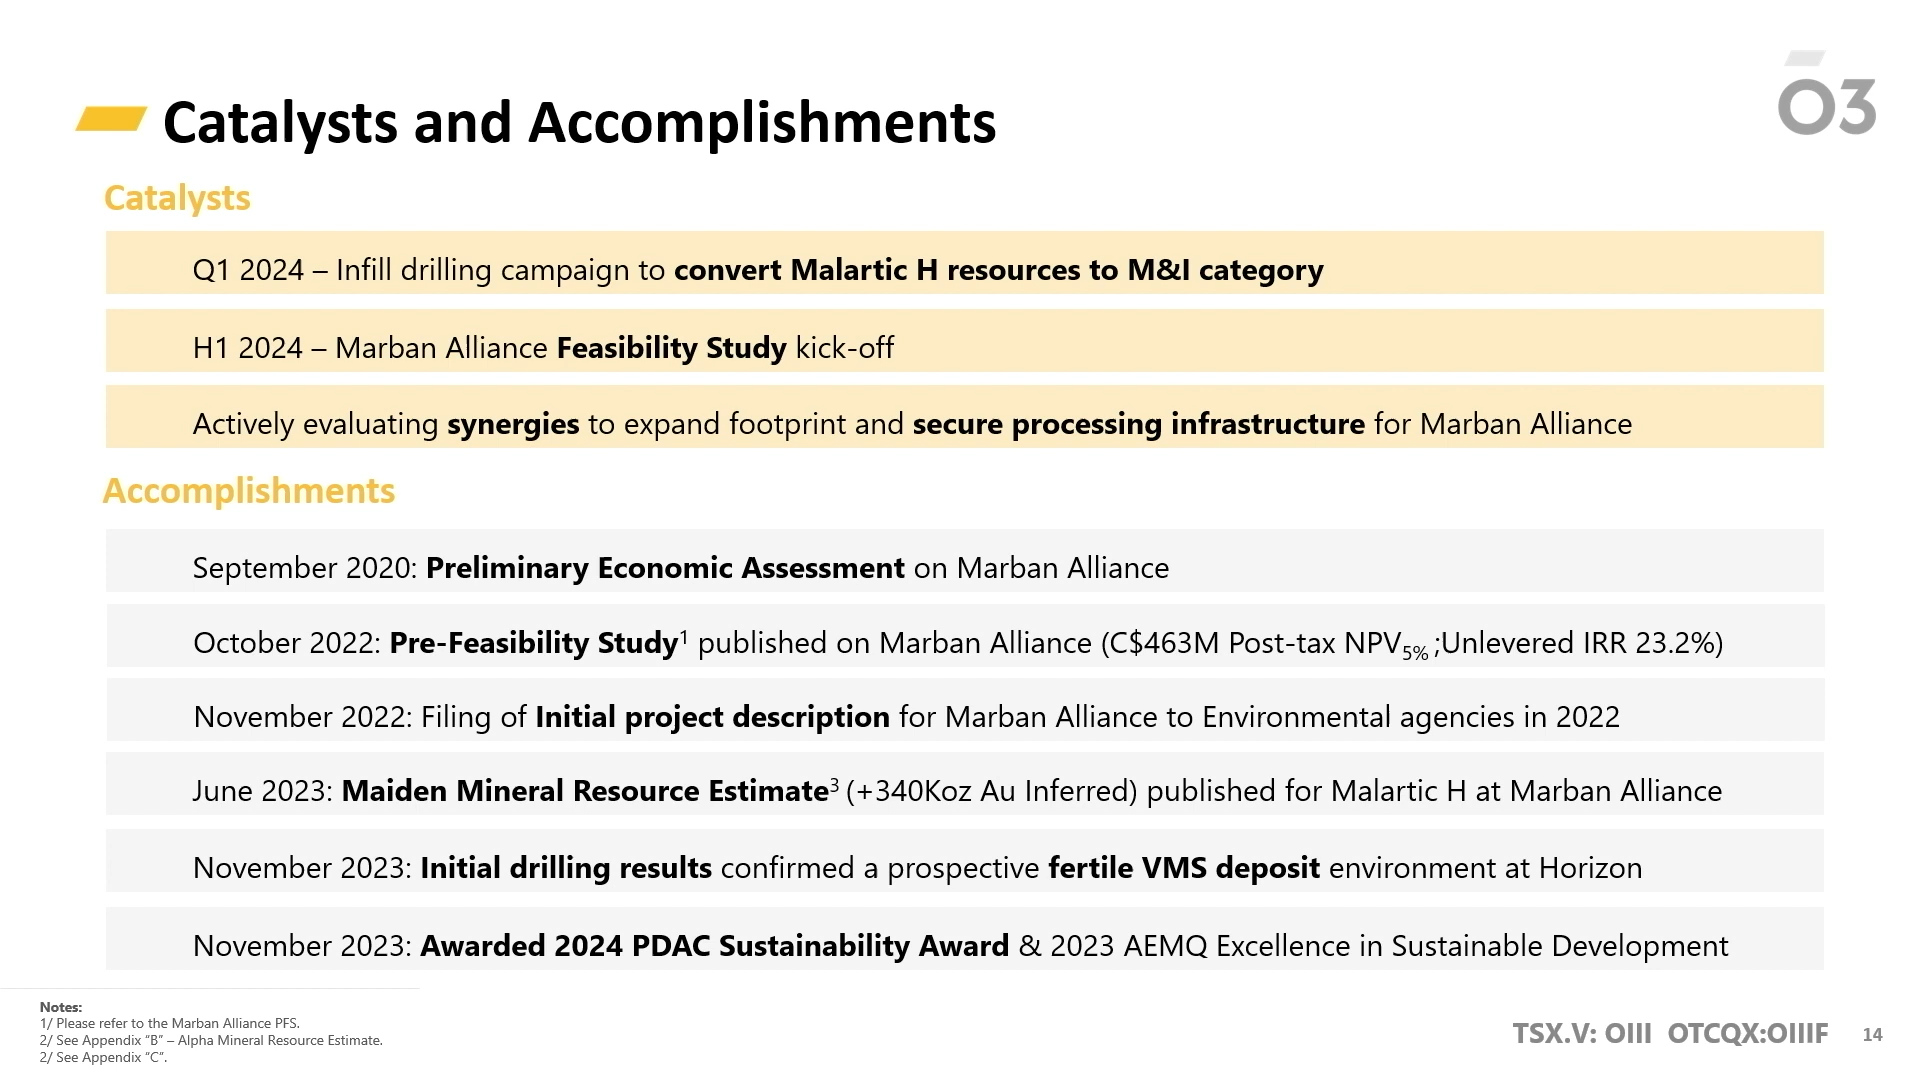 Ō3
Catalysts and Accomplishments
Catalysts
Q1 2024 – Infill drilling campaign to convert Malartic H resources to M&I category
H1 2024 – Marban Alliance Feasibility Study kick-off
Actively evaluating synergies to expand footprint and secure processing infrastructure for Marban Alliance
Accomplishments
September 2020: Preliminary Economic Assessment on Marban Alliance
October 2022: Pre-Feasibility Study¹ published on Marban Alliance (C$463M Post-tax NPV5% ;Unlevered IRR 23.2%)
November 2022: Filing of Initial project description for Marban Alliance to Environmental agencies in 2022
June 2023: Maiden Mineral Resource Estimate³ (+340Koz Au Inferred) published for Malartic H at Marban Alliance
November 2023: Initial drilling results confirmed a prospective fertile VMS deposit environment at Horizon
November 2023: Awarded 2024 PDAC Sustainability Award & 2023 AEMQ Excellence in Sustainable Development
Notes:
1/ Please refer to the Marban Alliance PFS.
2/ See Appendix “B” – Alpha Mineral Resource Estimate.
2/ See Appendix “C”.
TSX.V: OIII OTCQX:OIIIF
14